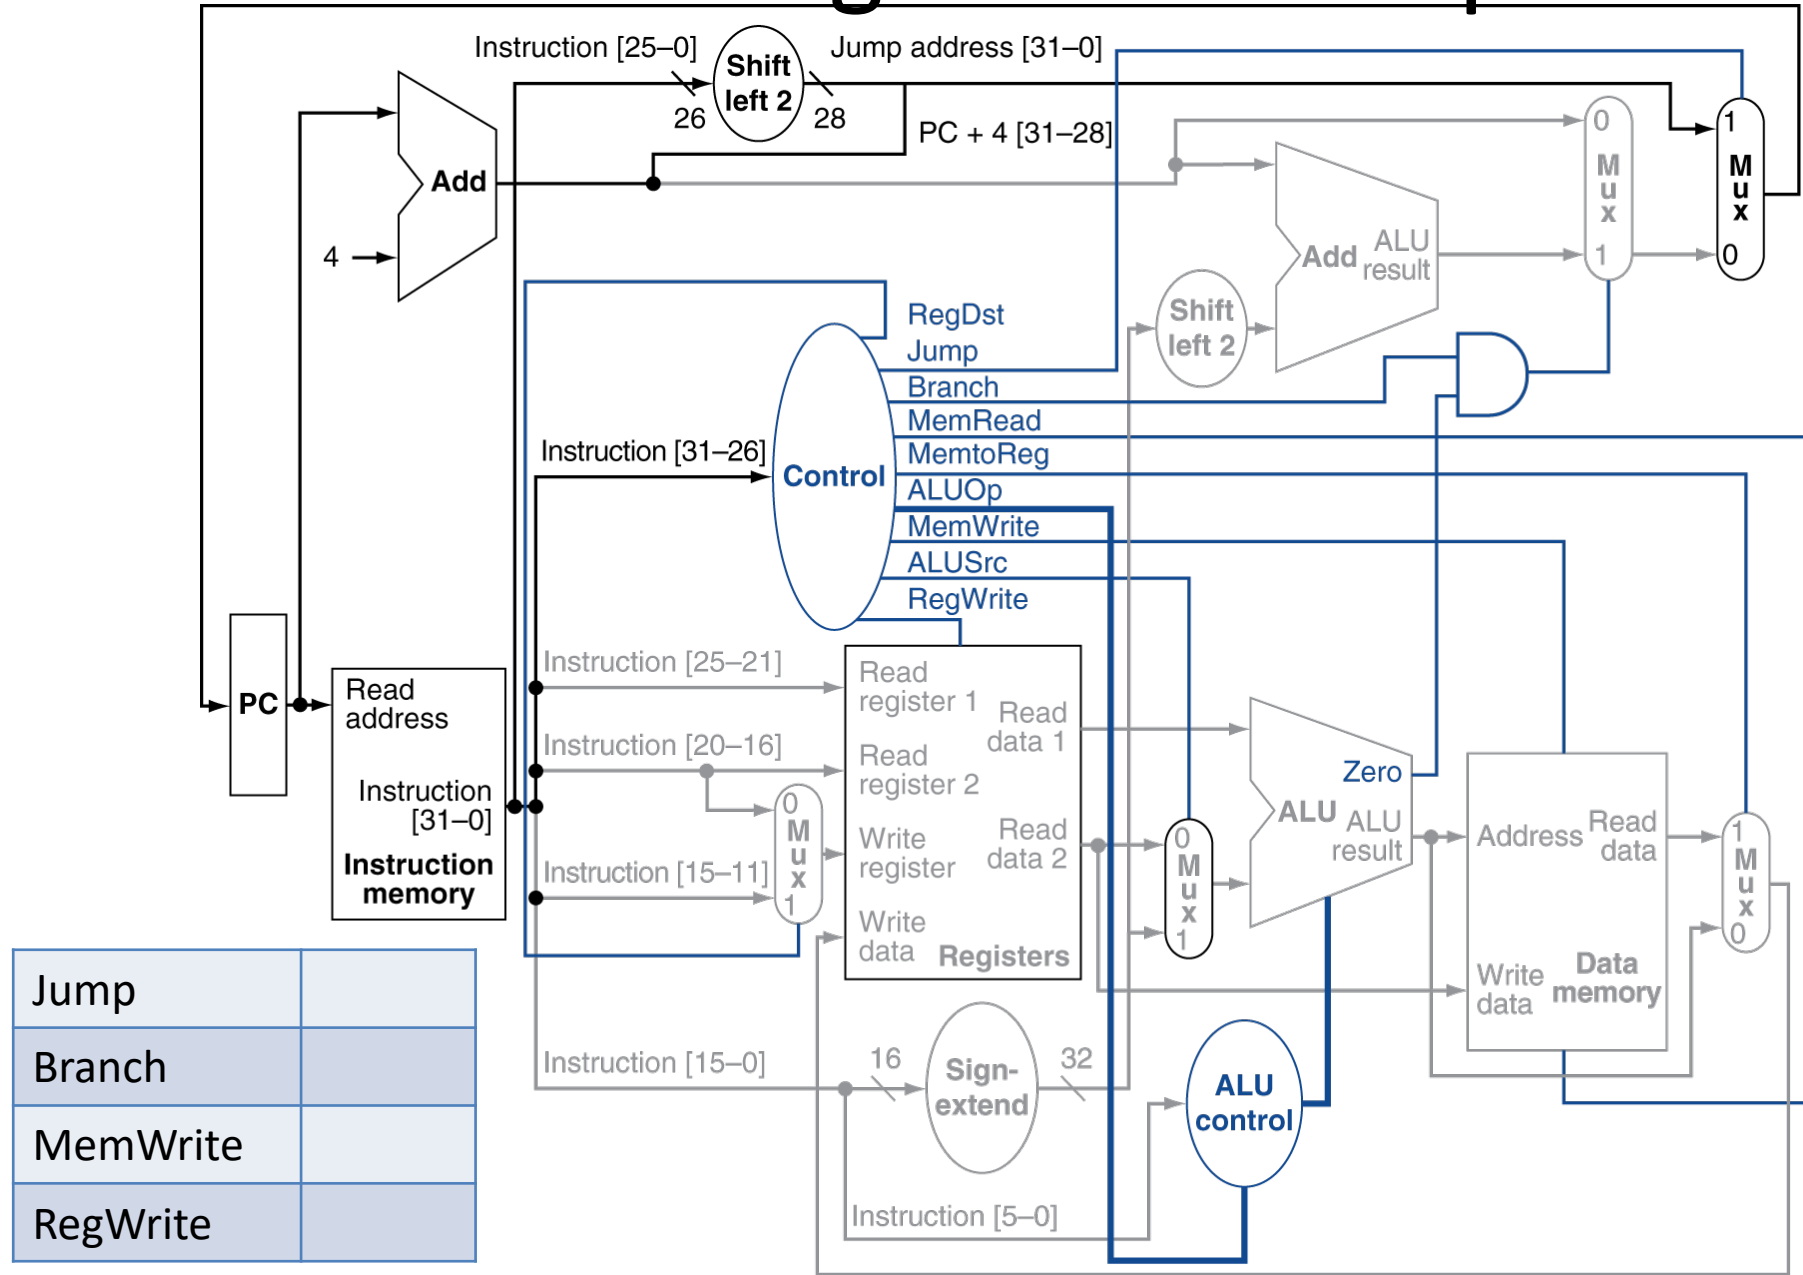 Instruction [25–0]
Shift
left 2
Jump address [31–0]
26
28
PC + 4 [31–28]
Add
4
0
M
u
x
1
1
M
u
x
0
Add
ALU
result
Shift
left 2
RegDst
Jump
Branch
MemRead
MemtoReg
ALUOp
MemWrite
ALUSrc
RegWrite
Instruction [31–26]
Control
PC
Read
address
Instruction
[31–0]
Instruction
memory
Instruction [25–21]
Instruction [20–16]
Instruction [15–11]
0
M
u
x
1
Read
register 1
Read
register 2
Write
register
Write
data
Read
data 1
Read
data 2
Registers
0
M
u
x
1
Zero
ALU
ALU
result
Address
Read
data
Write
data
Data
memory
1
M
u
x
0
Instruction [15–0]
16
Sign-
extend
32
ALU
control
Instruction [5–0]
Jump
Branch
MemWrite
RegWrite